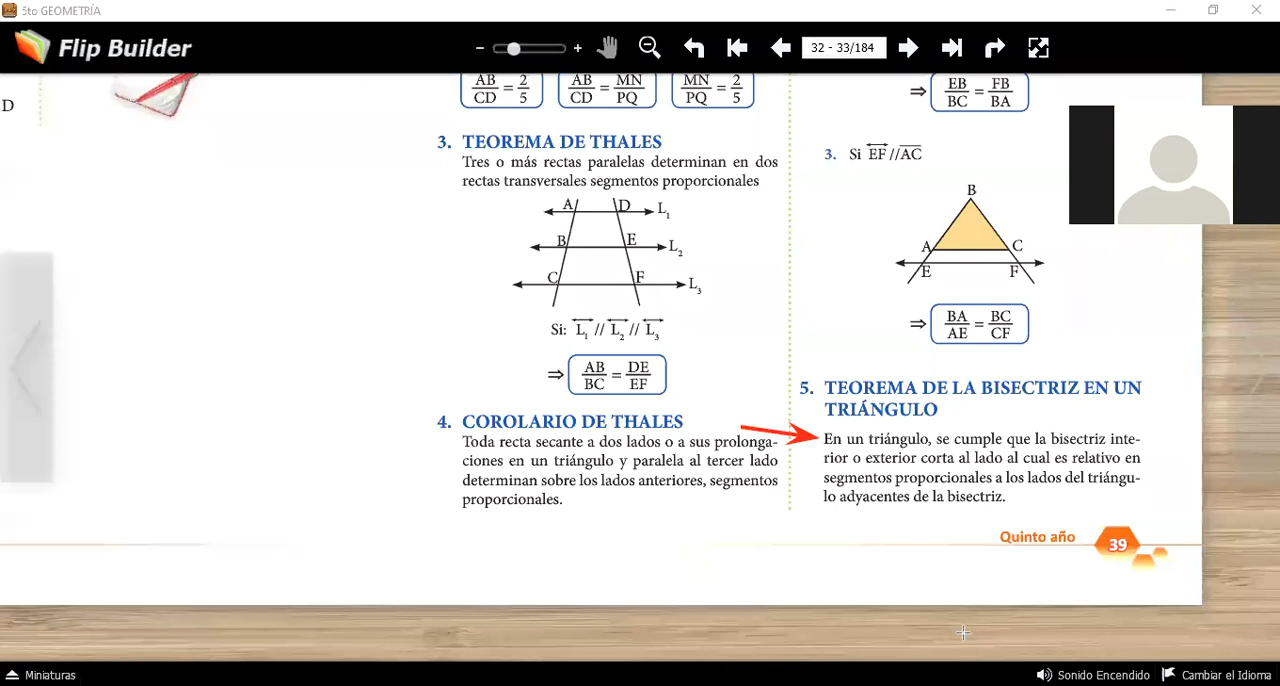 5to GEOMETRÍA
Flip Builder
32 - 33/184
D
AB/CD = 2/5
AB/CD = MN/PQ
MN/PQ = 2/5
3. TEOREMA DE THALES
Tres o más rectas paralelas determinan en dos
rectas transversales segmentos proporcionales
A D L1
B E L2
C F L3
Si: L1 // L2 // L3
⇒ AB/BC = DE/EF
4. COROLARIO DE THALES
Toda recta secante a dos lados o a sus prolonga-
ciones en un triángulo y paralela al tercer lado
determinan sobre los lados anteriores, segmentos
proporcionales.
⇒ EB/BC = FB/BA
3. Si EF//AC
B
A C
E F
⇒ BA/AE = BC/CF
5. TEOREMA DE LA BISECTRIZ EN UN
TRIÁNGULO
En un triángulo, se cumple que la bisectriz inte-
rior o exterior corta al lado al cual es relativo en
segmentos proporcionales a los lados del triángu-
lo adyacentes de la bisectriz.
Quinto año 39
Miniaturas
Sonido Encendido
Cambiar el Idioma